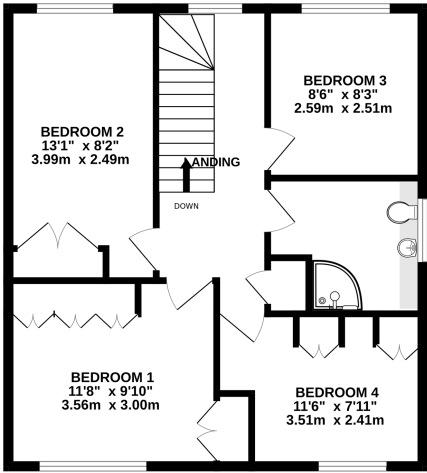 BEDROOM 3
8'6" x 8'3"
2.59m x 2.51m
BEDROOM 2
13'1" x 8'2"
3.99m x 2.49m
LANDING
DOWN
BEDROOM 1
11'8" x 9'10"
3.56m x 3.00m
BEDROOM 4
11'6" x 7'11"
3.51m x 2.41m